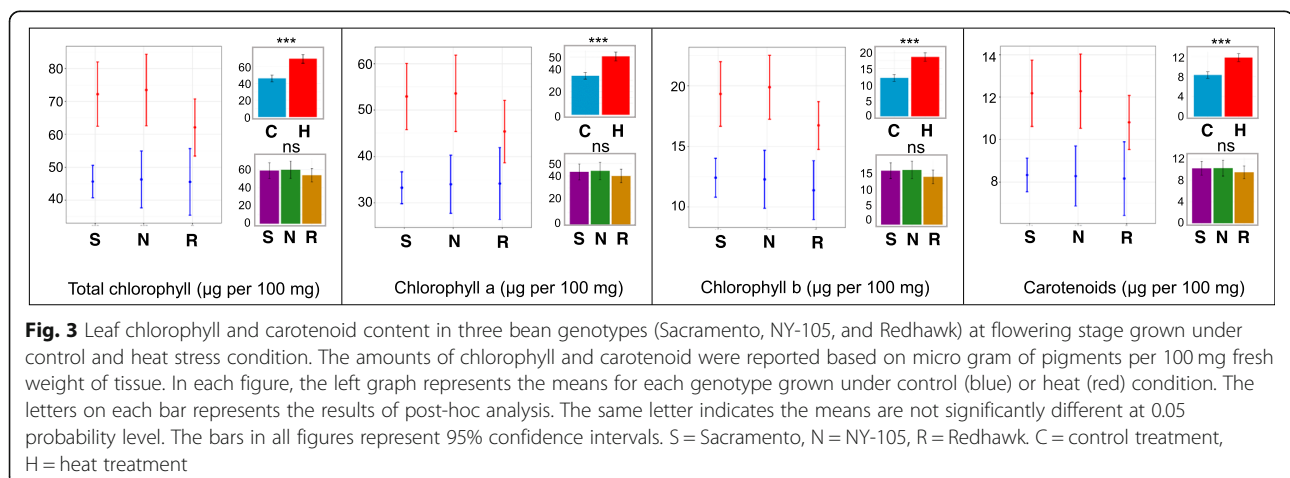 80
70
60
50
40
S N R
***
60
40
20
0
C H
ns
60
40
20
0
S N R
Total chlorophyll (µg per 100 mg)
60
50
40
30
S N R
***
50
40
20
0
C H
ns
50
40
20
0
S N R
Chlorophyll a (µg per 100 mg)
20
15
10
S N R
***
20
15
10
5
0
C H
ns
15
10
5
0
S N R
Chlorophyll b (µg per 100 mg)
14
12
10
8
S N R
***
12
8
4
0
C H
ns
12
8
4
0
S N R
Carotenoids (µg per 100 mg)
Fig. 3 Leaf chlorophyll and carotenoid content in three bean genotypes (Sacramento, NY-105, and Redhawk) at flowering stage grown under
control and heat stress condition. The amounts of chlorophyll and carotenoid were reported based on micro gram of pigments per 100 mg fresh
weight of tissue. In each figure, the left graph represents the means for each genotype grown under control (blue) or heat (red) condition. The
letters on each bar represents the results of post-hoc analysis. The same letter indicates the means are not significantly different at 0.05
probability level. The bars in all figures represent 95% confidence intervals. S = Sacramento, N = NY-105, R = Redhawk. C = control treatment,
H = heat treatment